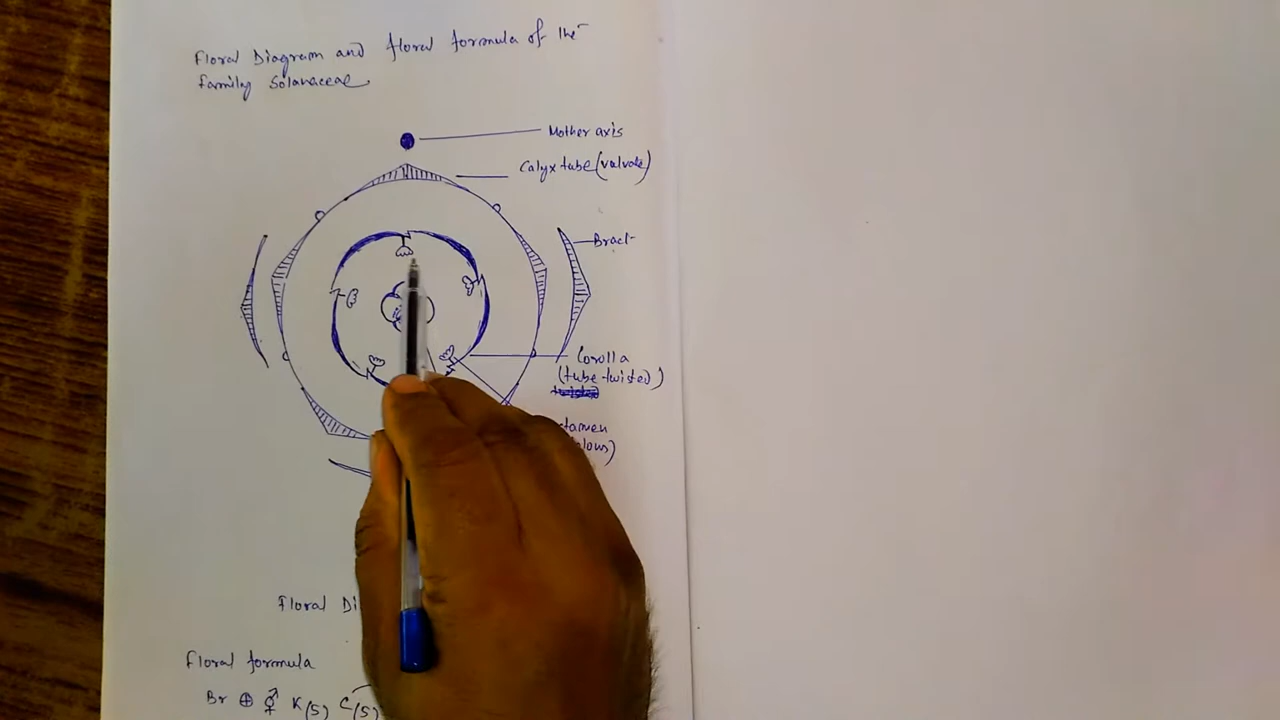 Floral Diagram and floral formula of the
family Solanaceae
Mother axis
Calyx tube (valvate)
Bract
Corolla
(tube twisted)
Floral
Floral formula
Br ⊕ ⚥ K(5) C(5)